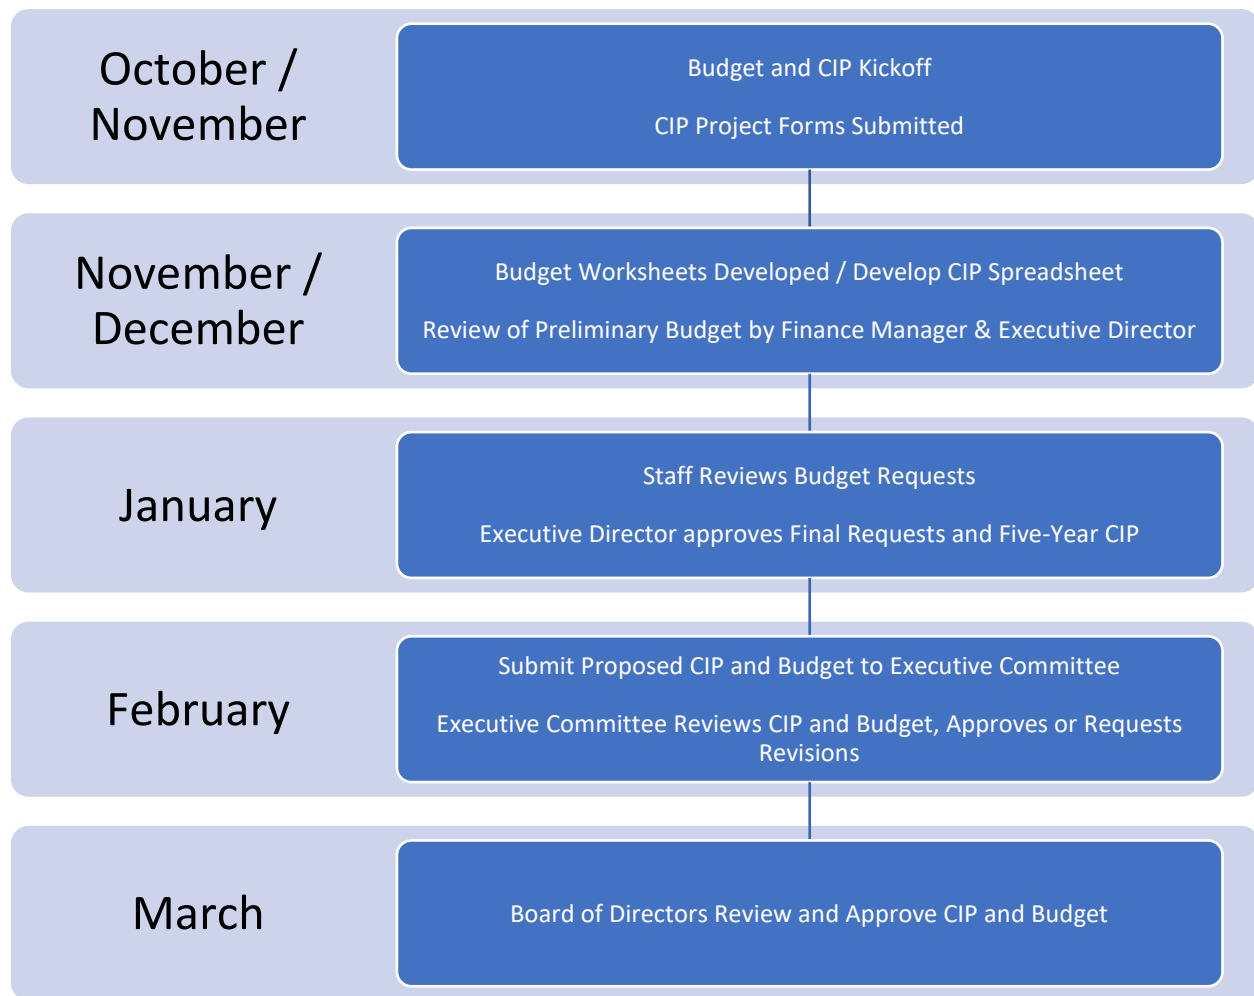 October /
November
Budget and CIP Kickoff
CIP Project Forms Submitted
November /
December
Budget Worksheets Developed / Develop CIP Spreadsheet
Review of Preliminary Budget by Finance Manager & Executive Director
January
Staff Reviews Budget Requests
Executive Director approves Final Requests and Five-Year CIP
February
Submit Proposed CIP and Budget to Executive Committee
Executive Committee Reviews CIP and Budget, Approves or Requests
Revisions
March
Board of Directors Review and Approve CIP and Budget